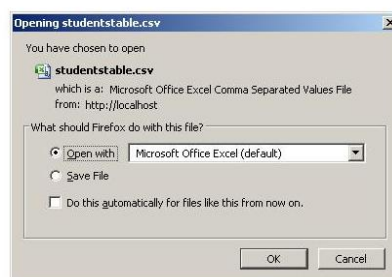 Opening studentstable.csv
You have chosen to open
studentstable.csv
which is a: Microsoft Office Excel Comma Separated Values File
from: http://localhost
What should Firefox do with this file?
Open with Microsoft Office Excel (default)
Save File
Do this automatically for files like this from now on.
OK Cancel